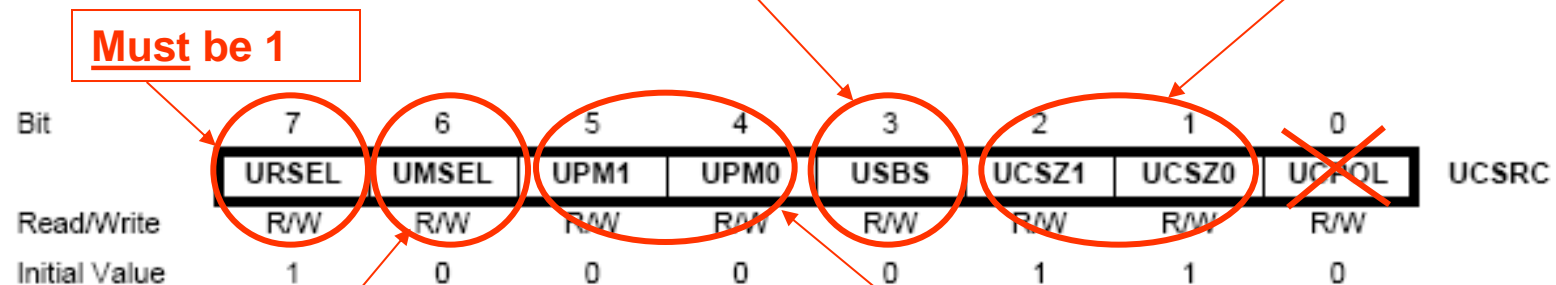 Must be 1
Bit 7 6 5 4 3 2 1 0
URSEL UMSEL UPM1 UPM0 USBS UCSZ1 UCSZ0 UCPOL UCSRC
Read/Write R/W R/W R/W R/W R/W R/W R/W R/W
Initial Value 1 0 0 0 0 1 1 0